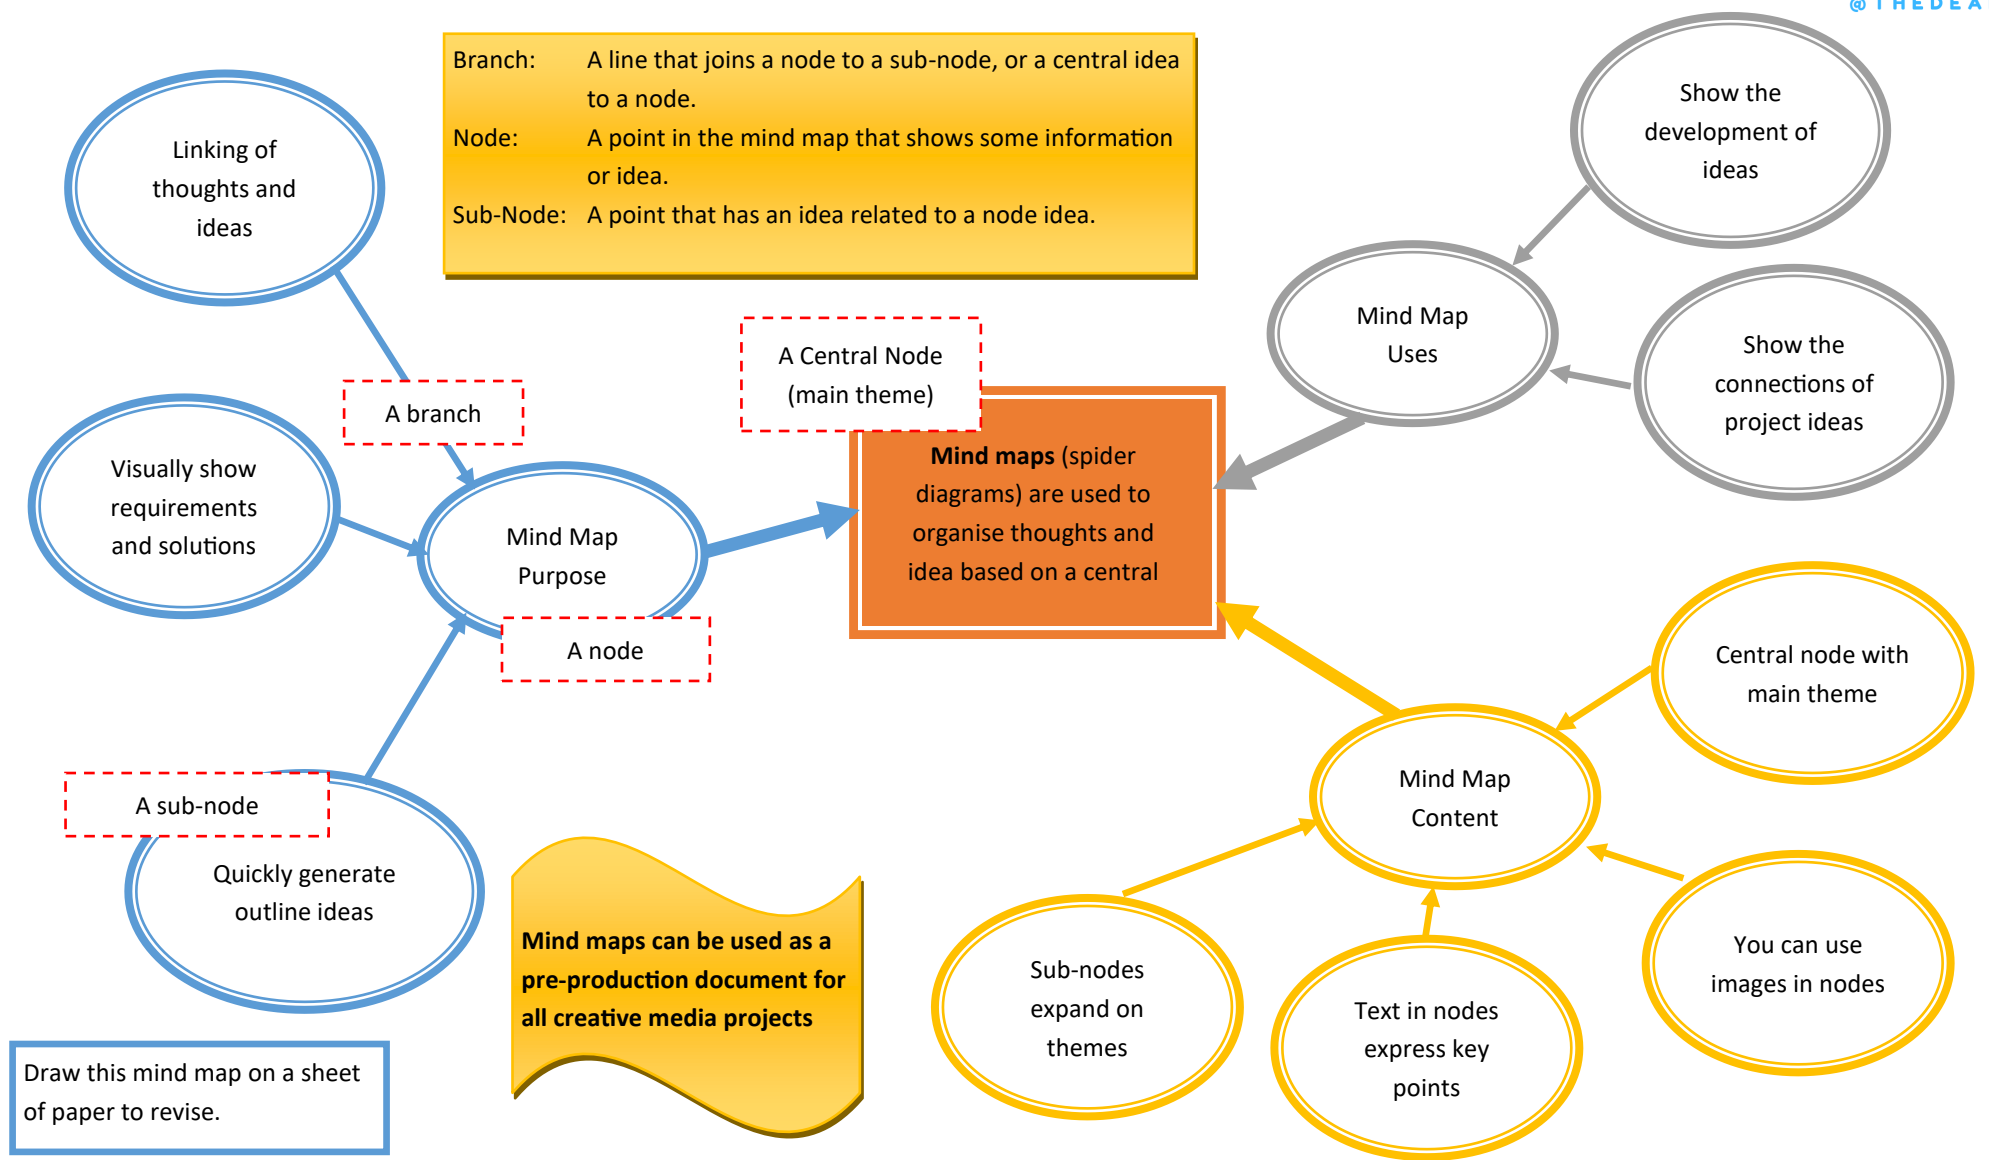 @THEDEA
Branch: A line that joins a node to a sub-node, or a central idea
to a node.
Node: A point in the mind map that shows some information
or idea.
Sub-Node: A point that has an idea related to a node idea.
Linking of
thoughts and
ideas
A branch
Visually show
requirements
and solutions
Mind Map
Purpose
A node
A sub-node
Quickly generate
outline ideas
A Central Node
(main theme)
Mind maps (spider
diagrams) are used to
organise thoughts and
idea based on a central
Show the
development of
ideas
Mind Map
Uses
Show the
connections of
project ideas
Central node with
main theme
Mind Map
Content
You can use
images in nodes
Sub-nodes
expand on
themes
Text in nodes
express key
points
Mind maps can be used as a
pre-production document for
all creative media projects
Draw this mind map on a sheet
of paper to revise.